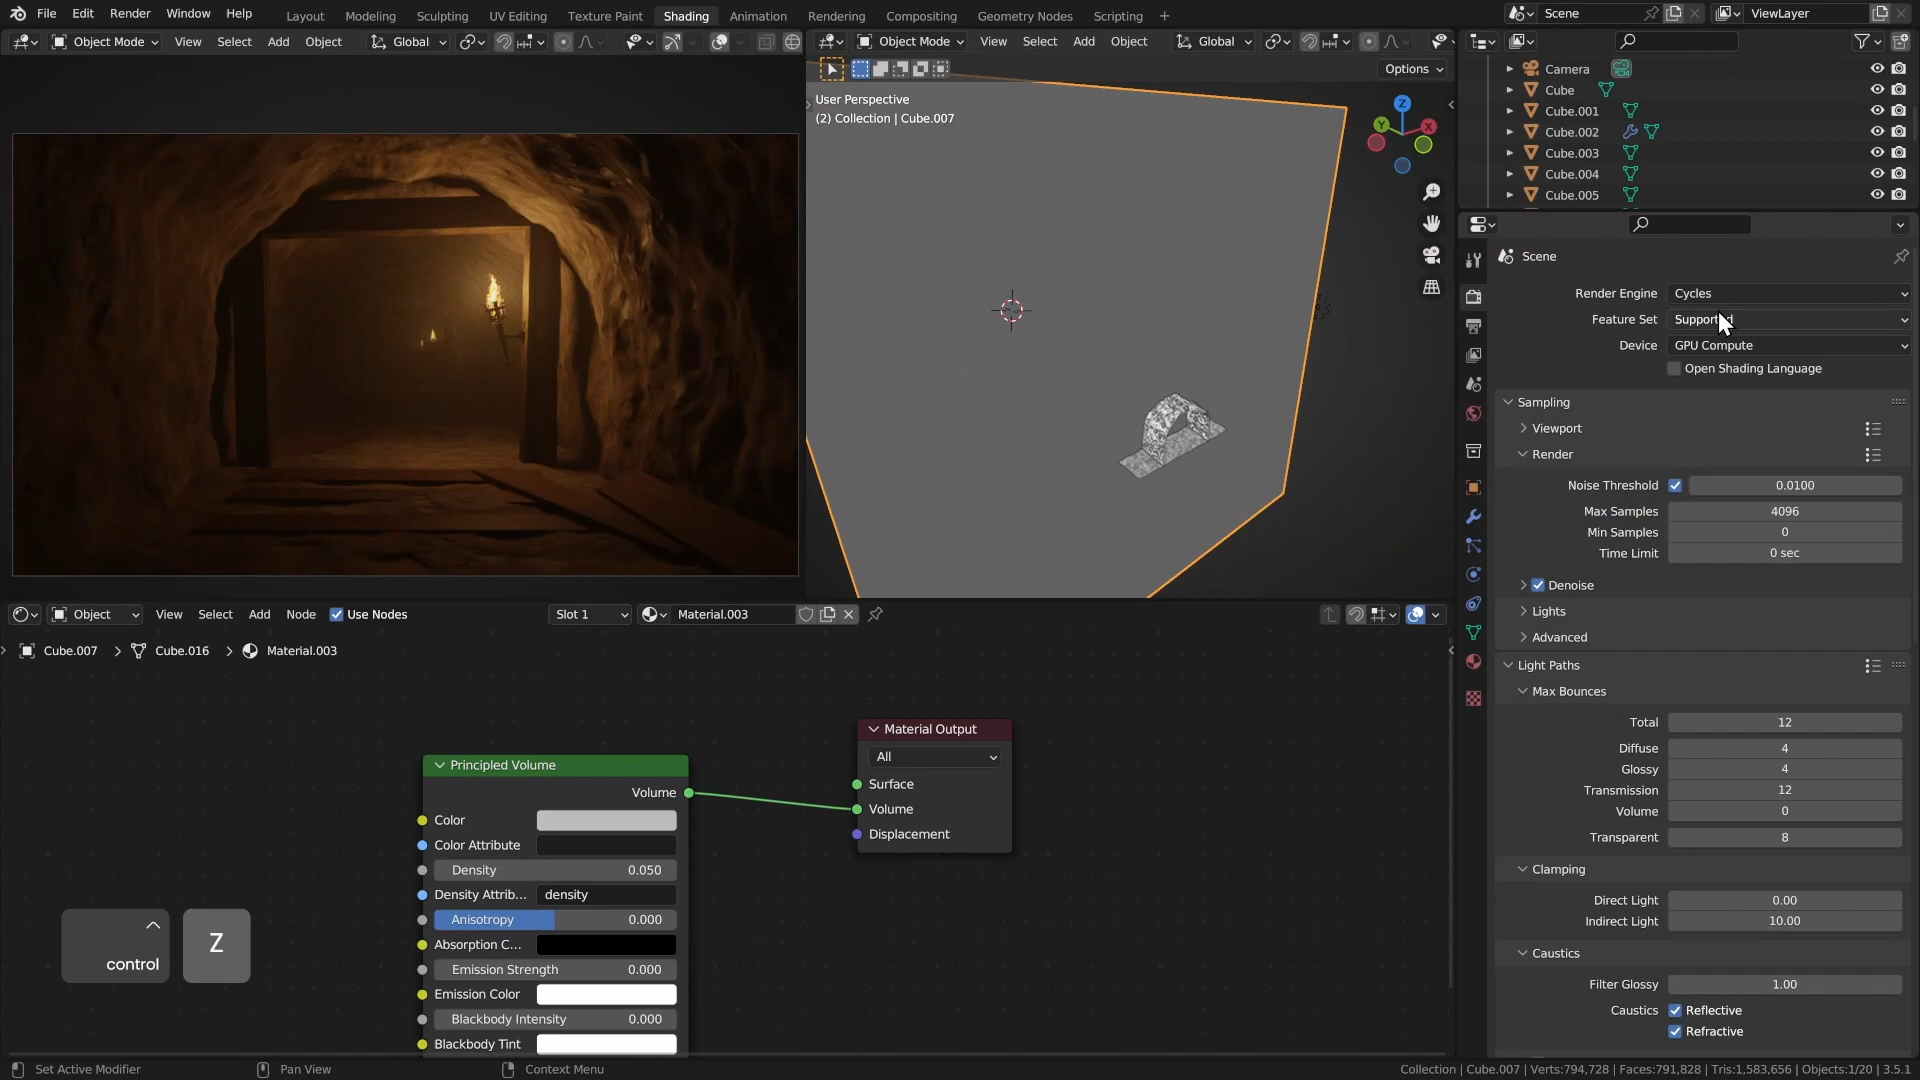 File Edit Render Window Help Layout Modeling Sculpting UV Editing Texture Paint Shading Animation Rendering Compositing Geometry Nodes Scripting + Scene ViewLayer
Object Mode View Select Add Object Global
Object Mode View Select Add Object Global
Options
User Perspective
(2) Collection | Cube.007
Z
Y
X
Camera
Cube
Cube.001
Cube.002
Cube.003
Cube.004
Cube.005
Scene
Render Engine Cycles
Feature Set Supported
Device GPU Compute
Open Shading Language
Sampling
Viewport
Render
Noise Threshold 0.0100
Max Samples 4096
Min Samples 0
Time Limit 0 sec
Denoise
Lights
Advanced
Light Paths
Max Bounces
Total 12
Diffuse 4
Glossy 4
Transmission 12
Volume 0
Transparent 8
Clamping
Direct Light 0.00
Indirect Light 10.00
Caustics
Filter Glossy 1.00
Caustics Reflective
Refractive
Object View Select Add Node Use Nodes Slot 1 Material.003
Cube.007 > Cube.016 > Material.003
Material Output
All
Surface
Volume
Displacement
Principled Volume
Volume
Color
Color Attribute
Density 0.050
Density Attrib... density
Anisotropy 0.000
Absorption C...
Emission Strength 0.000
Emission Color
Blackbody Intensity 0.000
Blackbody Tint
control
Z
Set Active Modifier Pan View Context Menu Collection | Cube.007 | Verts:794,728 | Faces:791,828 | Tris:1,583,656 | Objects:1/20 | 3.5.1